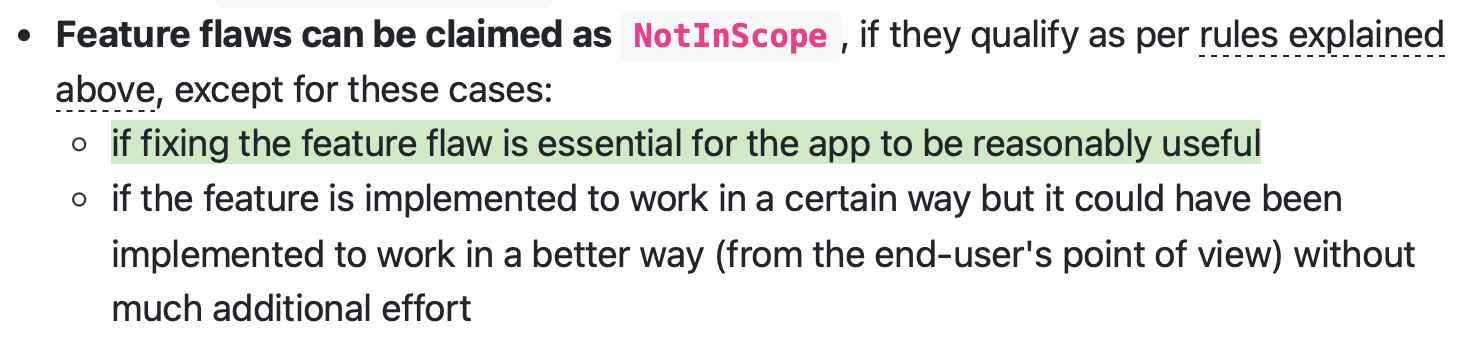 • Feature flaws can be claimed as NotInScope , if they qualify as per rules explained
above, except for these cases:
◦ if fixing the feature flaw is essential for the app to be reasonably useful
◦ if the feature is implemented to work in a certain way but it could have been
implemented to work in a better way (from the end-user's point of view) without
much additional effort